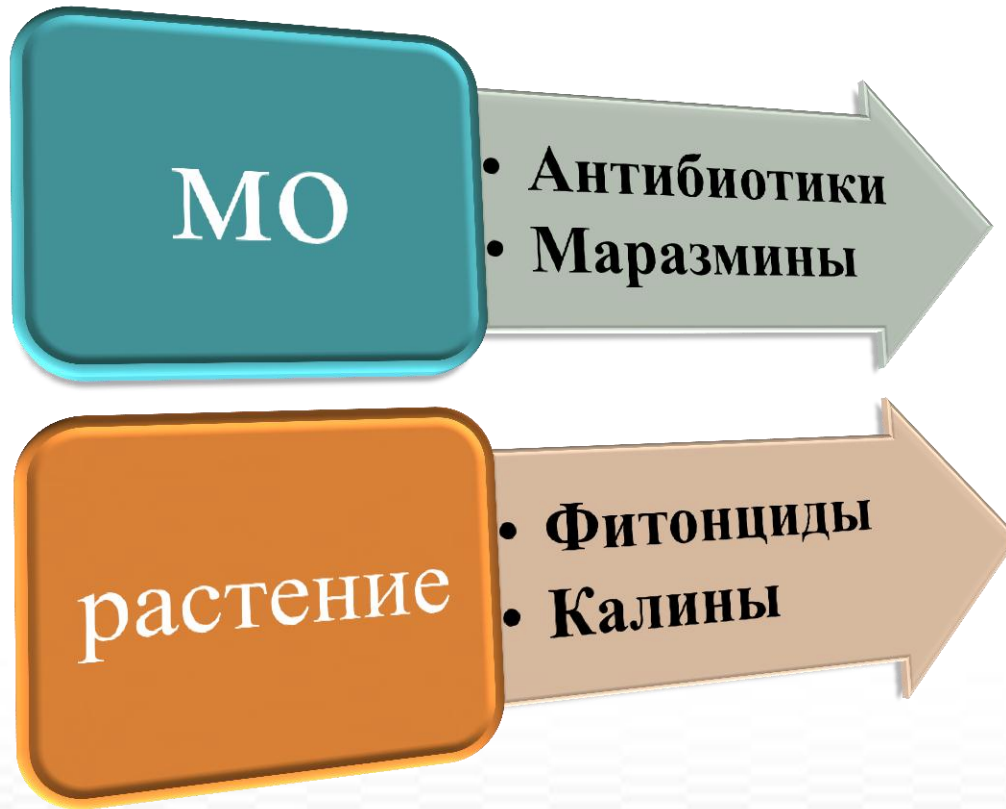 МО
• Антибиотики
• Маразмины
растение
• Фитонциды
• Калины